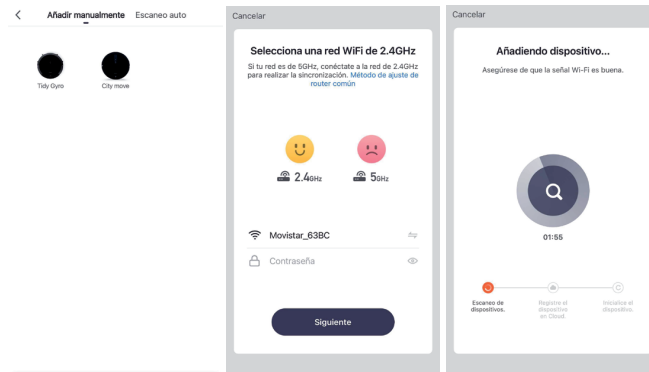 Añadir manualmente Escaneo auto
Tidy Gyro
City move
Cancelar
Selecciona una red WiFi de 2.4GHz
Si tu red es de 5GHz, conéctate a la red de 2.4GHz
para realizar la sincronización. Método de ajuste de
router común
2.4GHz
5GHz
Movistar_63BC
Contraseña
Siguiente
Cancelar
Añadiendo dispositivo...
Asegúrese de que la señal Wi-Fi es buena.
01:55
Escaneo de
dispositivos.
Registre el
dispositivo
en Cloud.
Inicialice el
dispositivo.